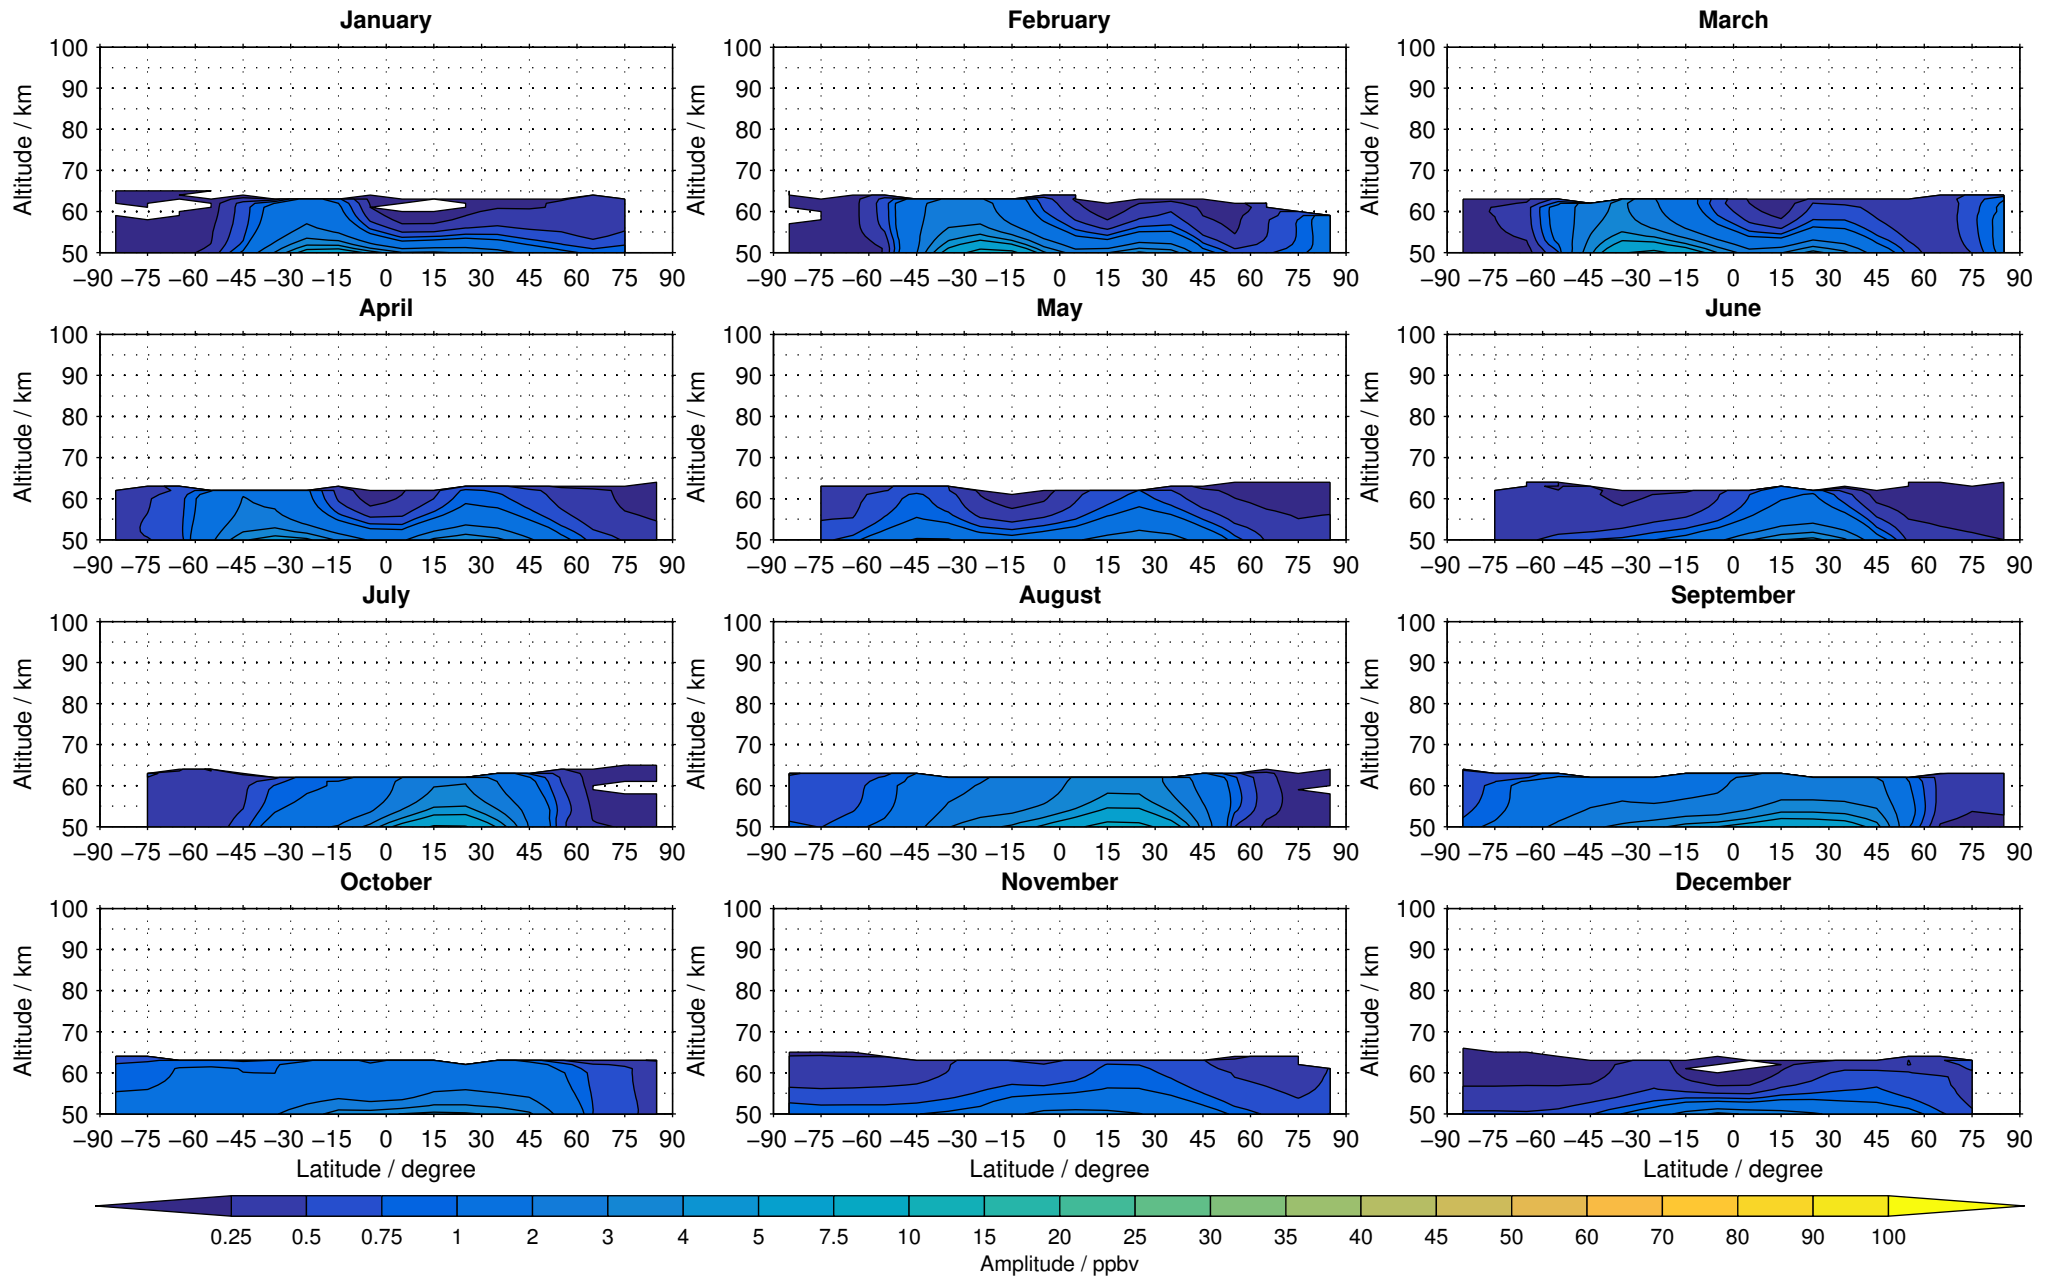 January February March
100 100 100
90 90 90
80 80 80
70 70 70
60 60 60
50 50 50
Altitude / km Altitude / km Altitude / km
−90 −75 −60 −45 −30 −15 0 15 30 45 60 75 90 −90 −75 −60 −45 −30 −15 0 15 30 45 60 75 90 −90 −75 −60 −45 −30 −15 0 15 30 45 60 75 90
April May June
100 100 100
90 90 90
80 80 80
70 70 70
60 60 60
50 50 50
Altitude / km Altitude / km Altitude / km
−90 −75 −60 −45 −30 −15 0 15 30 45 60 75 90 −90 −75 −60 −45 −30 −15 0 15 30 45 60 75 90 −90 −75 −60 −45 −30 −15 0 15 30 45 60 75 90
July August September
100 100 100
90 90 90
80 80 80
70 70 70
60 60 60
50 50 50
Altitude / km Altitude / km Altitude / km
−90 −75 −60 −45 −30 −15 0 15 30 45 60 75 90 −90 −75 −60 −45 −30 −15 0 15 30 45 60 75 90 −90 −75 −60 −45 −30 −15 0 15 30 45 60 75 90
October November December
100 100 100
90 90 90
80 80 80
70 70 70
60 60 60
50 50 50
Altitude / km Altitude / km Altitude / km
−90 −75 −60 −45 −30 −15 0 15 30 45 60 75 90 −90 −75 −60 −45 −30 −15 0 15 30 45 60 75 90 −90 −75 −60 −45 −30 −15 0 15 30 45 60 75 90
Latitude / degree Latitude / degree Latitude / degree
0.25 0.5 0.75 1 2 3 4 5 7.5 10 15 20 25 30 35 40 45 50 60 70 80 90 100
Amplitude / ppbv